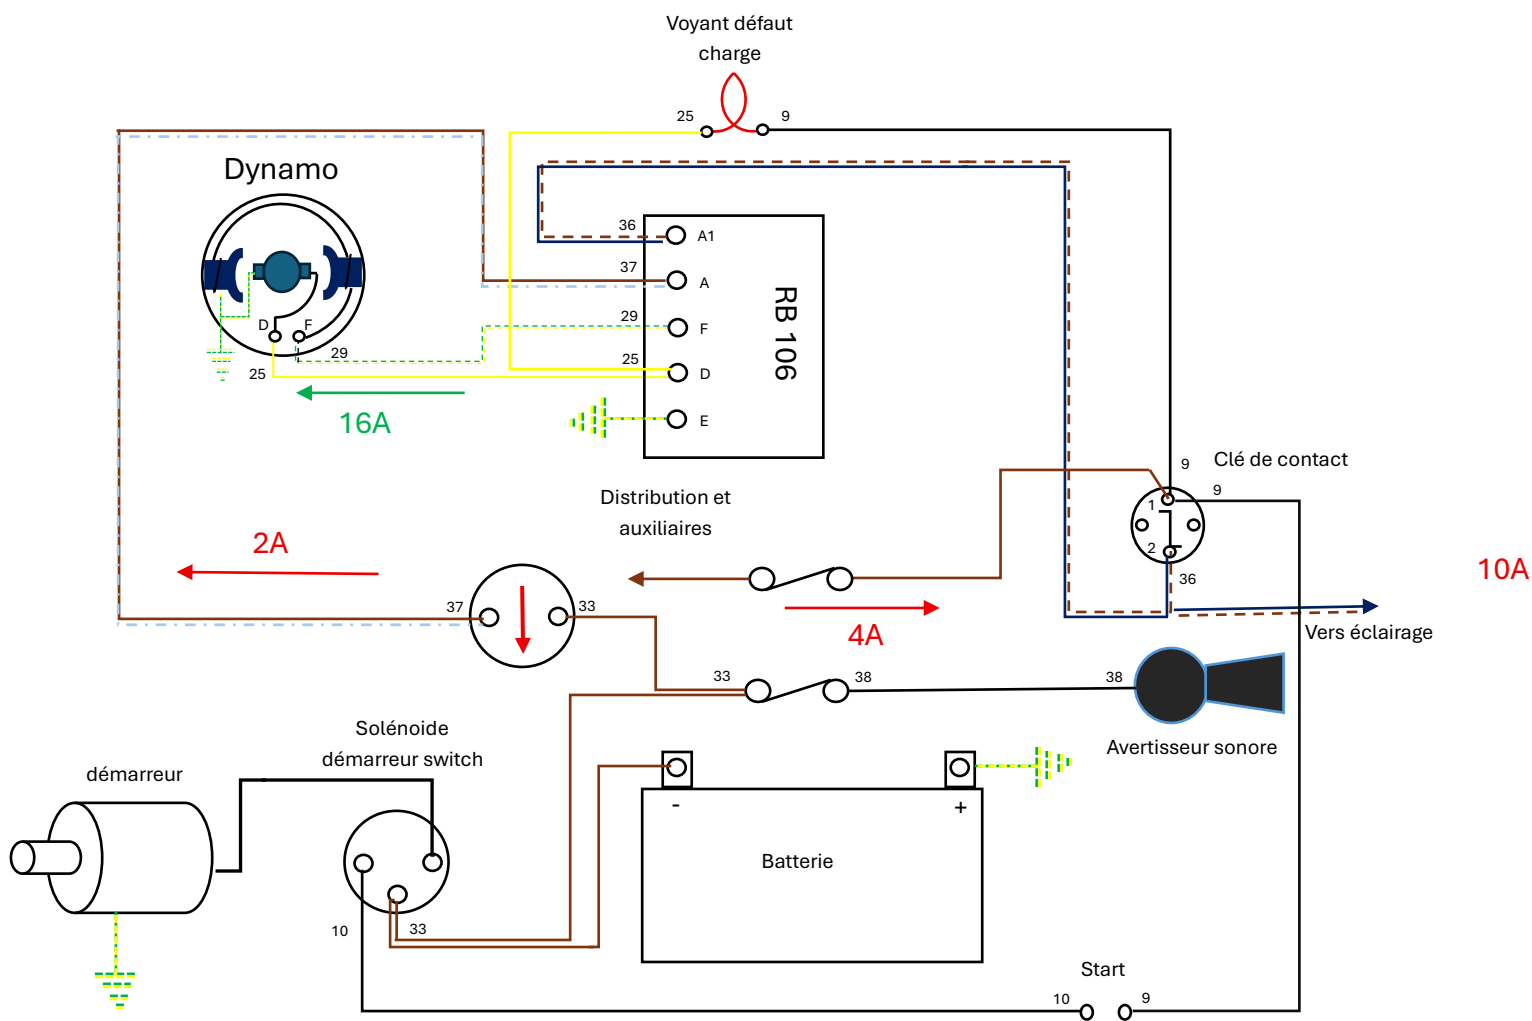 Voyant défaut
charge
25
9
Dynamo
36
A1
37
A
29
F
25
D
E
RB 106
D
F
29
25
16A
9
Clé de contact
9
1
2
36
10A
Distribution et
auxiliaires
2A
37
33
4A
Vers éclairage
33
38
38
Avertisseur sonore
Solénoide
démarreur switch
démarreur
-
+
Batterie
10
33
Start
10
9